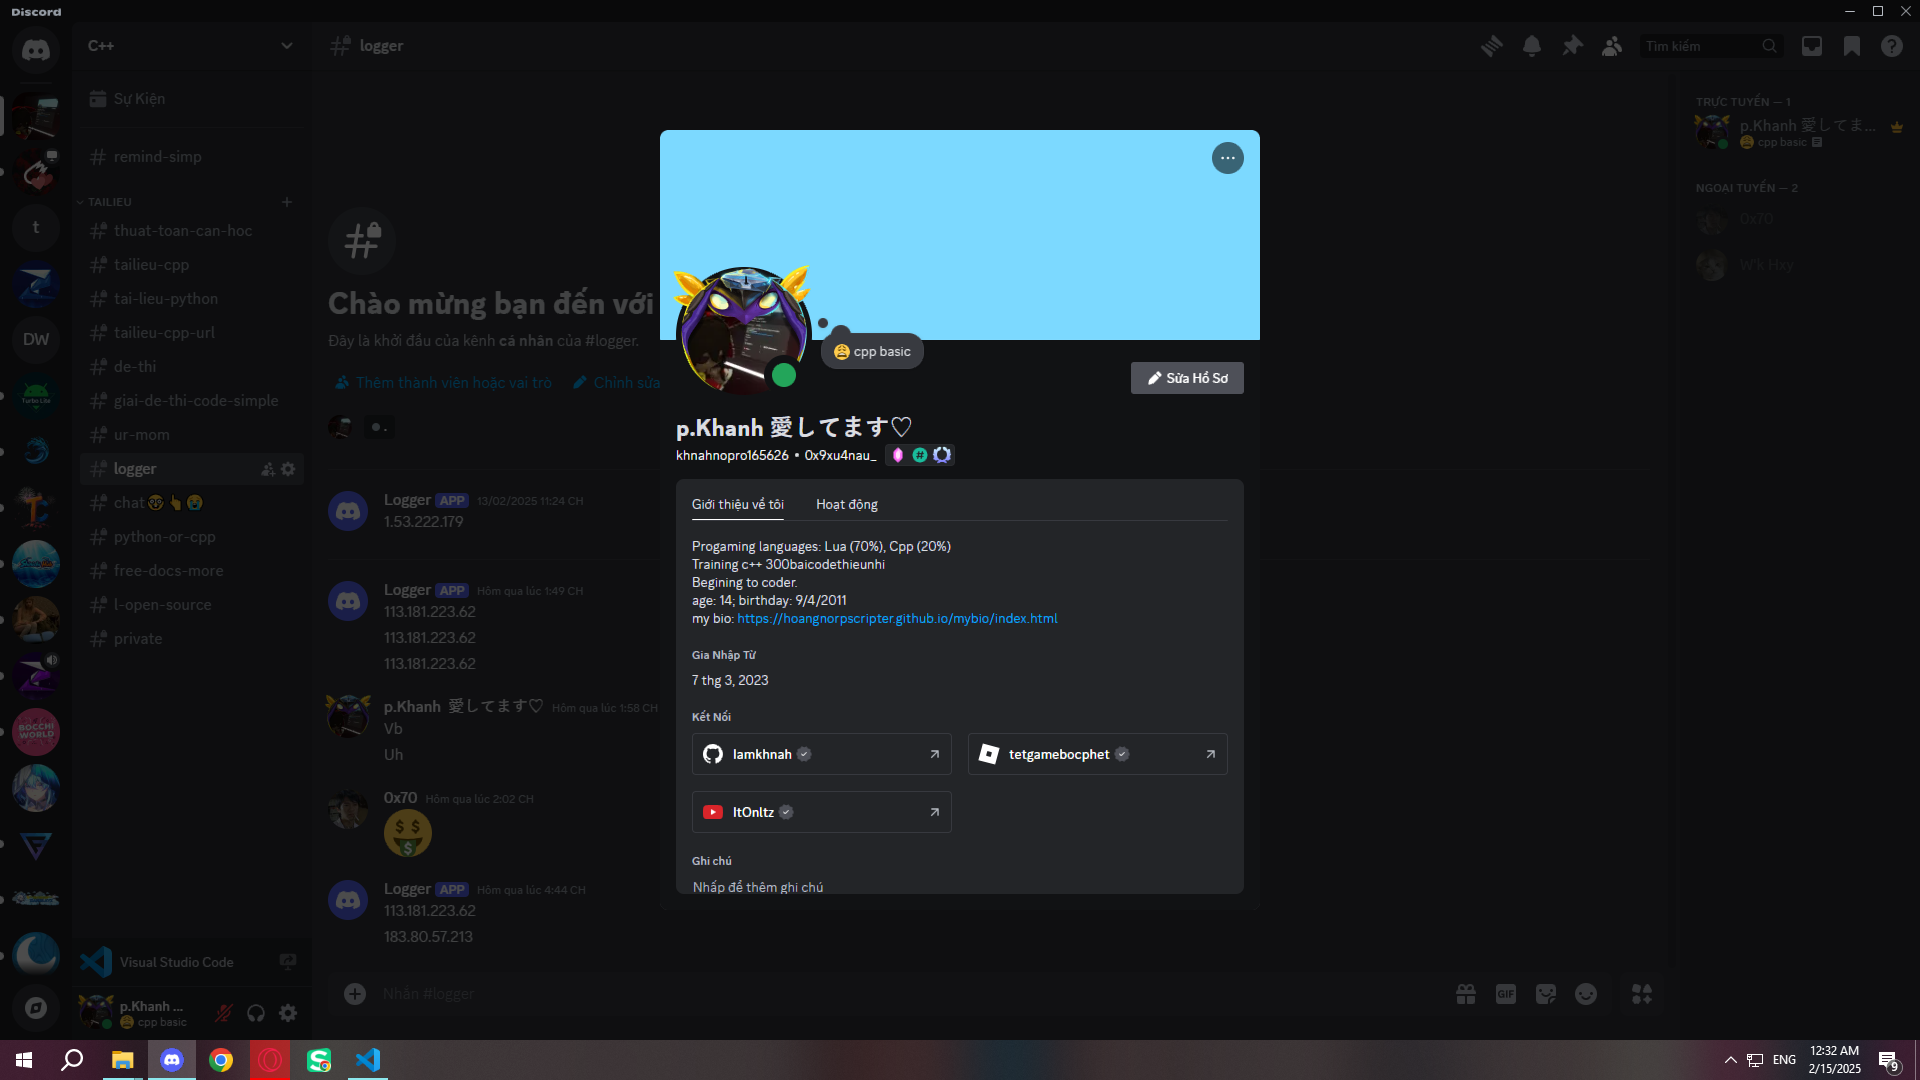 Discord
C++
logger
Tìm kiếm
Sự Kiện
remind-simp
TAILIEU
thuat-toan-can-hoc
tailieu-cpp
tai-lieu-python
tailieu-cpp-url
de-thi
giai-de-thi-code-simple
ur-mom
logger
chat🤓👆😭
python-or-cpp
free-docs-more
l-open-source
private
t
DW
Turbo Lite
BOCCHI
WORLD
Visual Studio Code
p.Khanh ...
😩 cpp basic
Chào mừng bạn đến với
Đây là khởi đầu của kênh cá nhân của #logger.
Thêm thành viên hoặc vai trò
Chỉnh sửa
Logger APP 13/02/2025 11:24 CH
1.53.222.179
Logger APP Hôm qua lúc 1:49 CH
113.181.223.62
113.181.223.62
113.181.223.62
p.Khanh 愛してます♡ Hôm qua lúc 1:58 CH
Vb
Uh
0x70 Hôm qua lúc 2:02 CH
Logger APP Hôm qua lúc 4:44 CH
113.181.223.62
183.80.57.213
Nhắn #logger
GIF
😩 cpp basic
Sửa Hồ Sơ
p.Khanh 愛してます♡
khnahnopro165626 • 0x9xu4nau_
Giới thiệu về tôi
Hoạt động
Progaming languages: Lua (70%), Cpp (20%)
Training c++ 300baicodethieunhi
Begining to coder.
age: 14; birthday: 9/4/2011
my bio: https://hoangnorpscripter.github.io/mybio/index.html
Gia Nhập Từ
7 thg 3, 2023
Kết Nối
Iamkhnah
tetgamebocphet
ItOnltz
Ghi chú
Nhấp để thêm ghi chú
TRỰC TUYẾN — 1
p.Khanh 愛してま...
😩 cpp basic
NGOẠI TUYẾN — 2
0x70
W'k Hxy
ENG
12:32 AM
2/15/2025
9